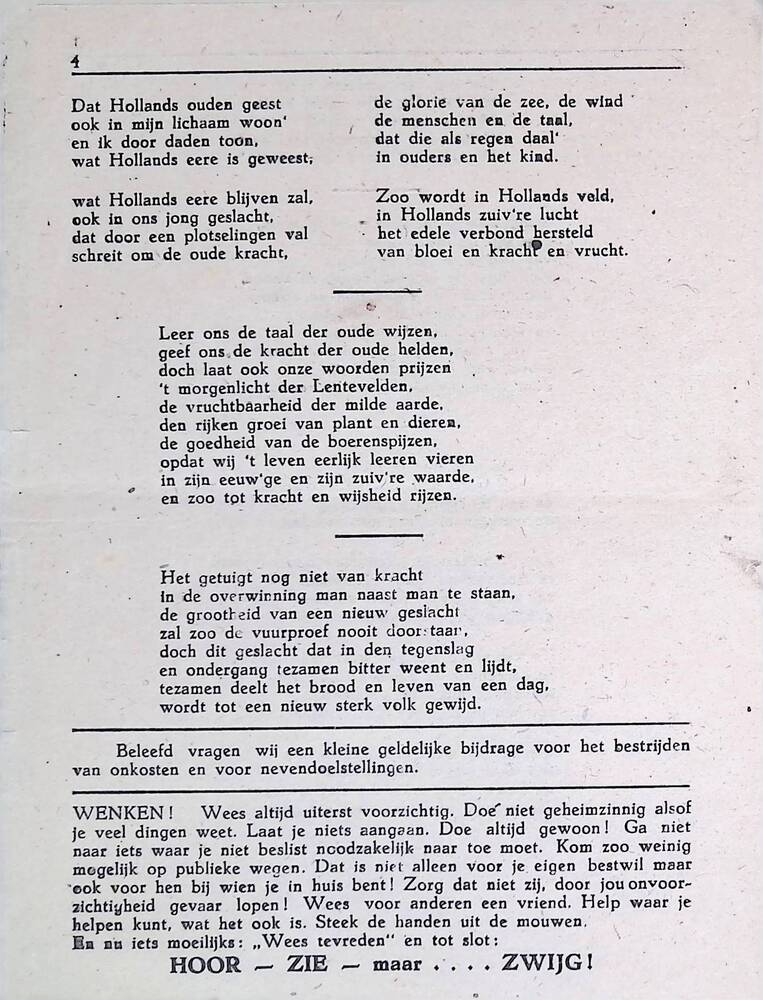 4
Dat Hollands ouden geest
ook in mijn lichaam woon'
en ik door daden toon,
wat Hollands eere is geweest;
wat Hollands eere blijven zal,
ook in ons jong geslacht,
dat door een plotselingen val
schreit om de oude kracht,
de glorie van de zee, de wind
de menschen en de taal,
dat die als regen daal'
in ouders en het kind.
Zoo wordt in Hollands veld,
in Hollands zuiv're lucht
het edele verbond hersteld
van bloei en kracht en vrucht.
Leer ons de taal der oude wijzen,
geef ons de kracht der oude helden,
doch laat ook onze woorden prijzen
't morgenlicht der Lentevelden,
de vruchtbaarheid der milde aarde,
den rijken groei van plant en dieren,
de goedheid van de boerenspijzen,
opdat wij 't leven eerlijk leeren vieren
in zijn eeuw'ge en zijn zuiv're waarde,
en zoo tot kracht en wijsheid rijzen.
Het getuigt nog niet van kracht
in de overwinning man naast man te staan,
de grootheid van een nieuw geslacht
zal zoo de vuurproef nooit doorstaan,
doch dit geslacht dat in den tegenslag
en ondergang tezamen bitter weent en lijdt,
tezamen deelt het brood en leven van een dag,
wordt tot een nieuw sterk volk gewijd.
Beleefd vragen wij een kleine geldelijke bijdrage voor het bestrijden
van onkosten en voor nevendoelstellingen.
WENKEN! Wees altijd uiterst voorzichtig. Doe niet geheimzinnig alsof
je veel dingen weet. Laat je niets aangaan. Doe altijd gewoon! Ga niet
naar iets waar je niet beslist noodzakelijk naar toe moet. Kom zoo weinig
mogelijk op publieke wegen. Dat is niet alleen voor je eigen bestwil maar
ook voor hen bij wien je in huis bent! Zorg dat niet zij, door jou onvoor-
zichtigheid gevaar lopen! Wees voor anderen een vriend. Help waar je
helpen kunt, wat het ook is. Steek de handen uit de mouwen.
En nu iets moeilijks: „Wees tevreden" en tot slot:
HOOR — ZIE — maar . . . . ZWIJG!